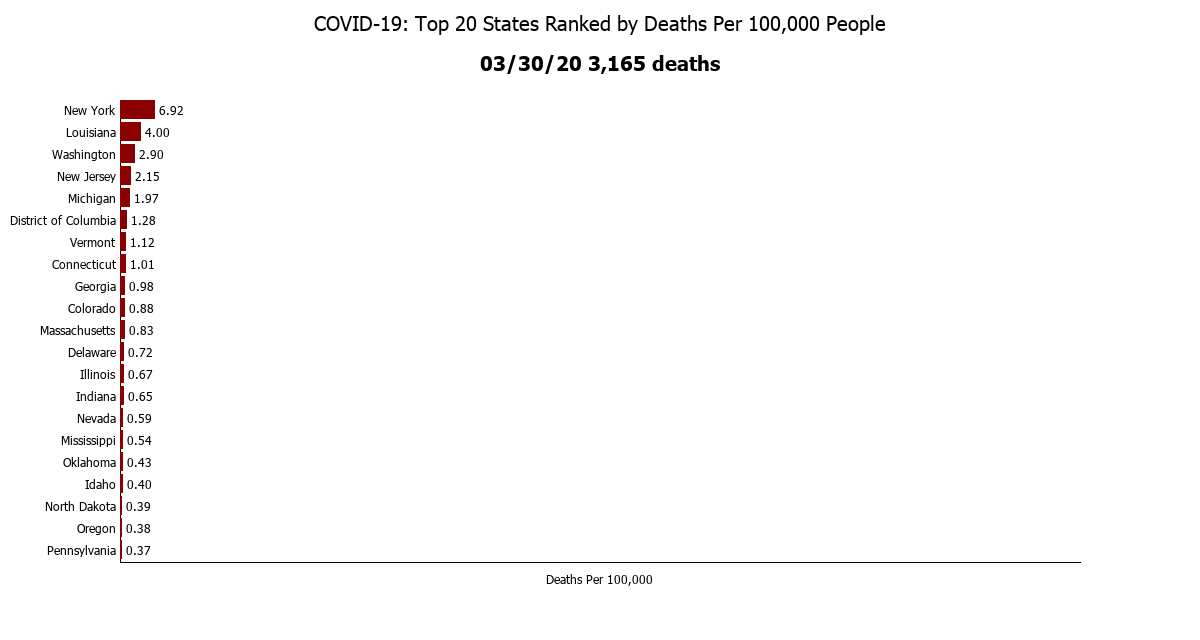 COVID-19: Top 20 States Ranked by Deaths Per 100,000 People
03/30/20 3,165 deaths
New York 6.92
Louisiana 4.00
Washington 2.90
New Jersey 2.15
Michigan 1.97
District of Columbia 1.28
Vermont 1.12
Connecticut 1.01
Georgia 0.98
Colorado 0.88
Massachusetts 0.83
Delaware 0.72
Illinois 0.67
Indiana 0.65
Nevada 0.59
Mississippi 0.54
Oklahoma 0.43
Idaho 0.40
North Dakota 0.39
Oregon 0.38
Pennsylvania 0.37
Deaths Per 100,000